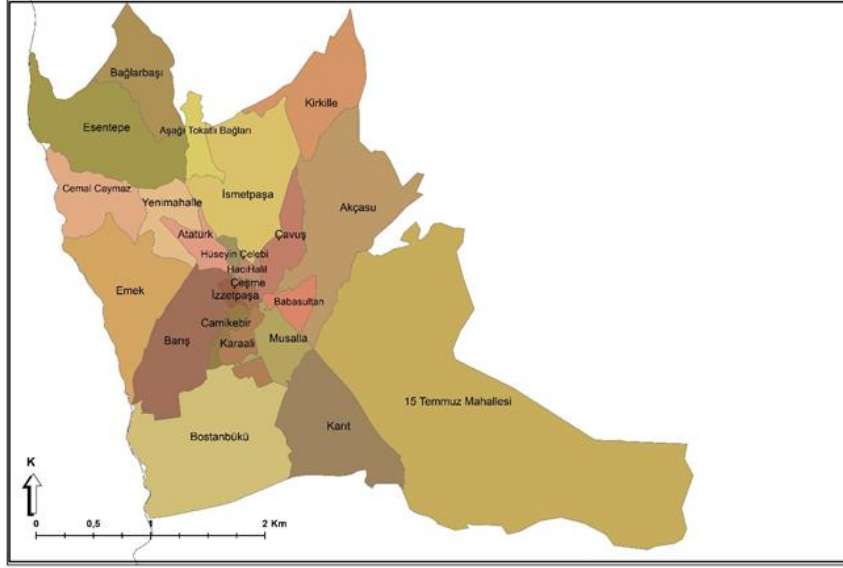 Bağlarbaşı
Kirkille
Esentepe
Aşağı Tokatlı Bağları
Cemal Caymaz
Yenimahalle
İsmetpaşa
Akçasu
Atatürk
Çavuş
Hüseyin Çelebi
HacıHalil
Çeşme
Emek
İzzetpaşa
Babasultan
Camikebir
Barış
Karaali
Musalla
15 Temmuz Mahallesi
Bostanbükü
Karıt
K
0 0,5 1 2 Km